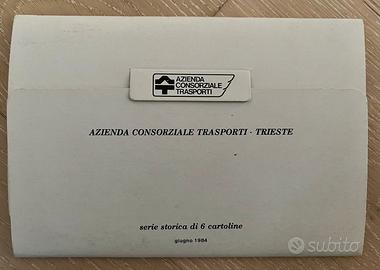 AZIENDA
CONSORZIALE
TRASPORTI
AZIENDA CONSORZIALE TRASPORTI - TRIESTE
serie storica di 6 cartoline
giugno 1984
subito